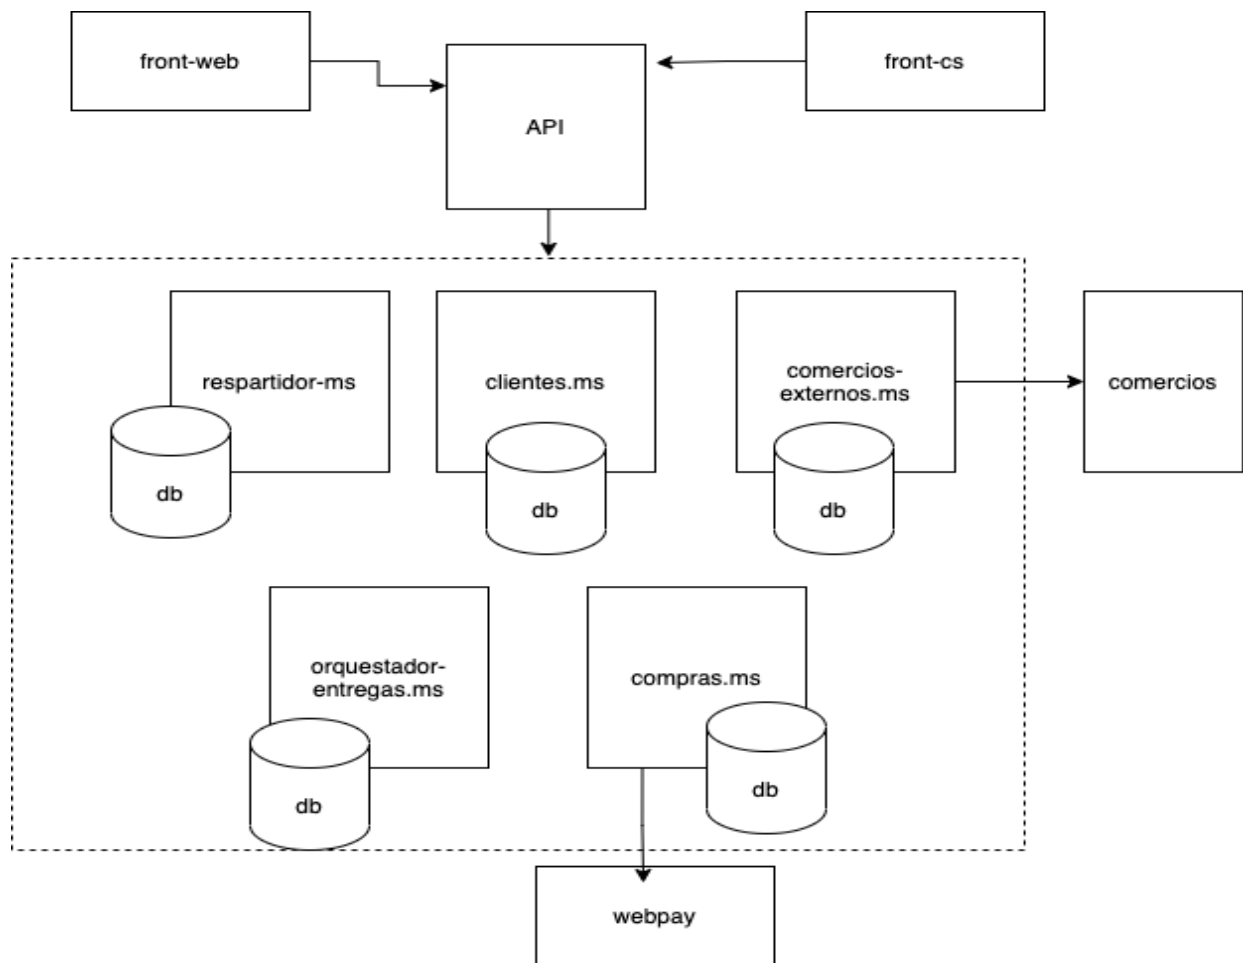 front-web
front-cs
API
respartidor-ms
clientes.ms
comercios-
externos.ms
comercios
db
db
db
orquestador-
entregas.ms
compras.ms
db
db
webpay